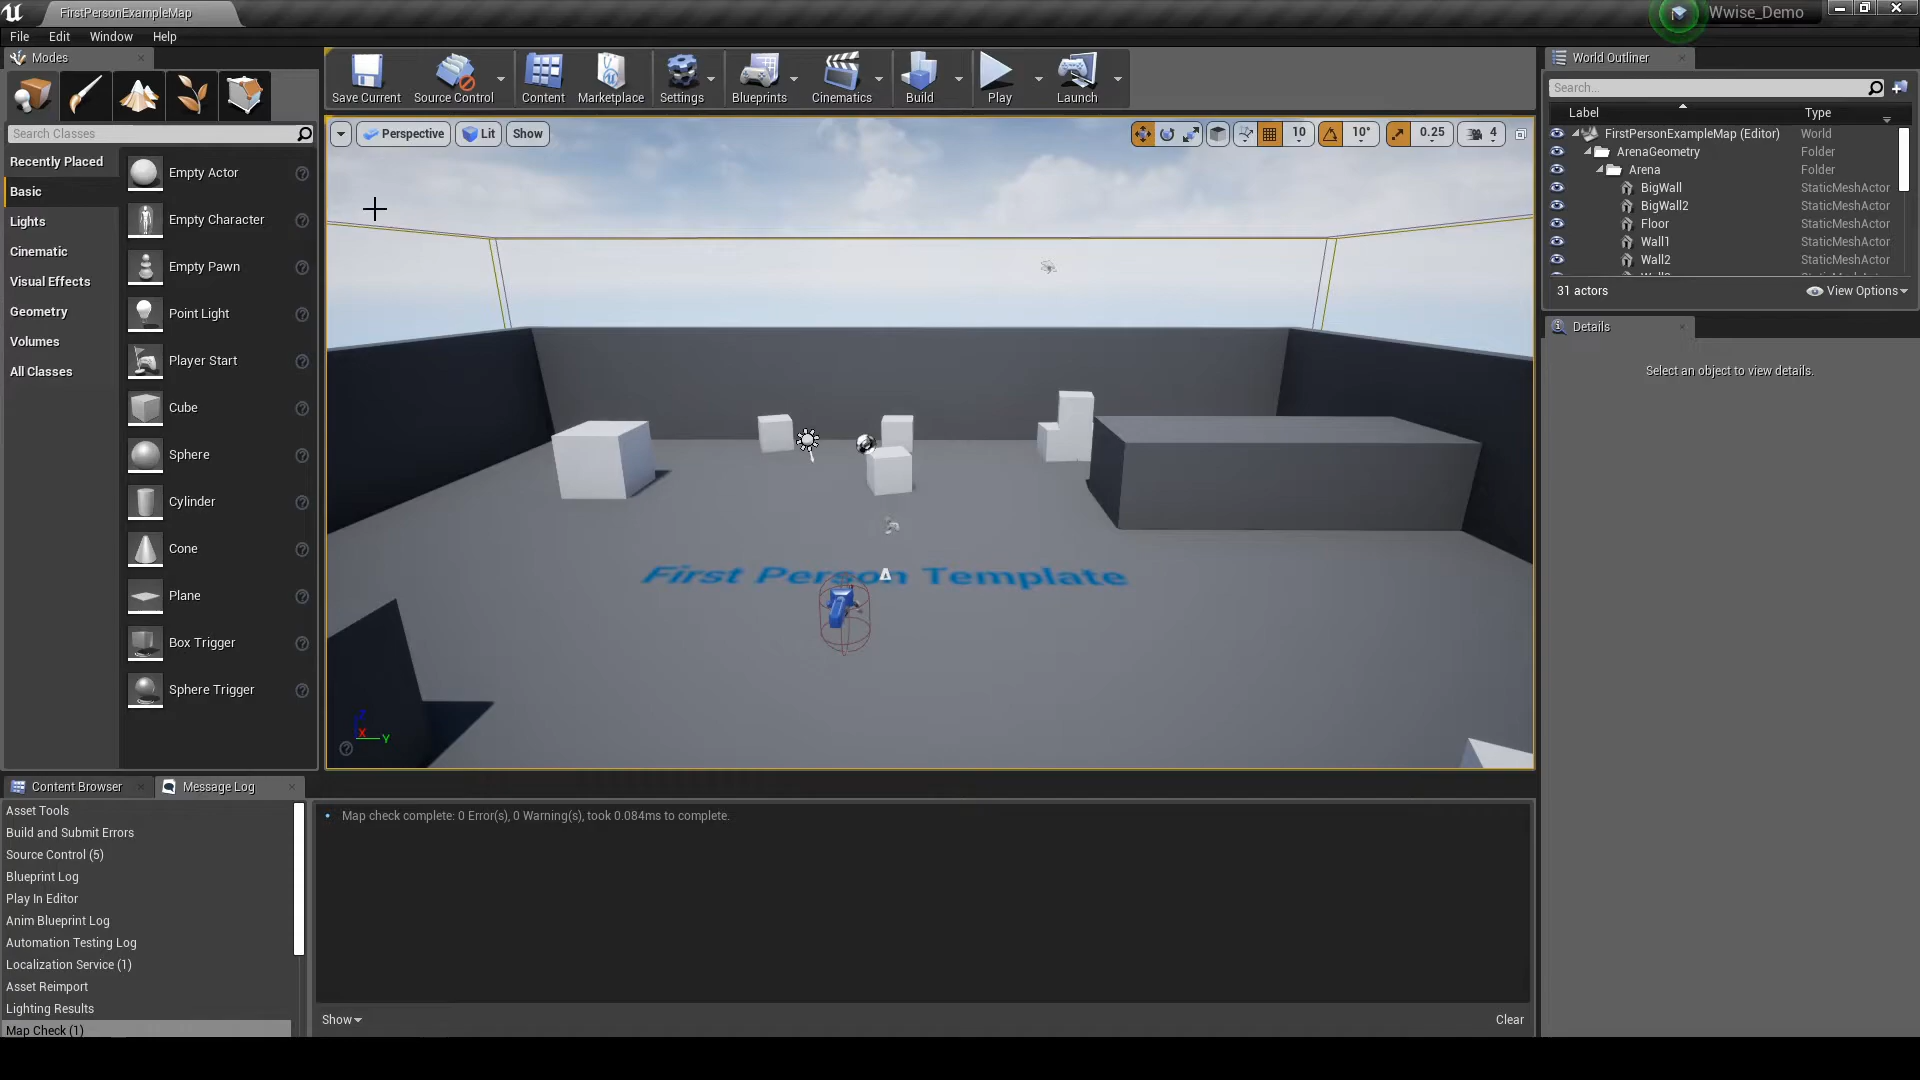 FirstPersonExampleMap
Wwise_Demo
File Edit Window Help
Modes
Search Classes
Recently Placed
Basic
Lights
Cinematic
Visual Effects
Geometry
Volumes
All Classes
Empty Actor
Empty Character
Empty Pawn
Point Light
Player Start
Cube
Sphere
Cylinder
Cone
Plane
Box Trigger
Sphere Trigger
Save Current
Source Control
Content
Marketplace
Settings
Blueprints
Cinematics
Build
Play
Launch
Perspective
Lit
Show
10
10°
0.25
4
First Person Template
Z
X
Y
World Outliner
Search...
Label Type
FirstPersonExampleMap (Editor) World
ArenaGeometry Folder
Arena Folder
BigWall StaticMeshActor
BigWall2 StaticMeshActor
Floor StaticMeshActor
Wall1 StaticMeshActor
Wall2 StaticMeshActor
31 actors
View Options
Details
Select an object to view details.
Content Browser
Message Log
Asset Tools
Build and Submit Errors
Source Control (5)
Blueprint Log
Play In Editor
Anim Blueprint Log
Automation Testing Log
Localization Service (1)
Asset Reimport
Lighting Results
Map Check (1)
Map check complete: 0 Error(s), 0 Warning(s), took 0.084ms to complete.
Show
Clear